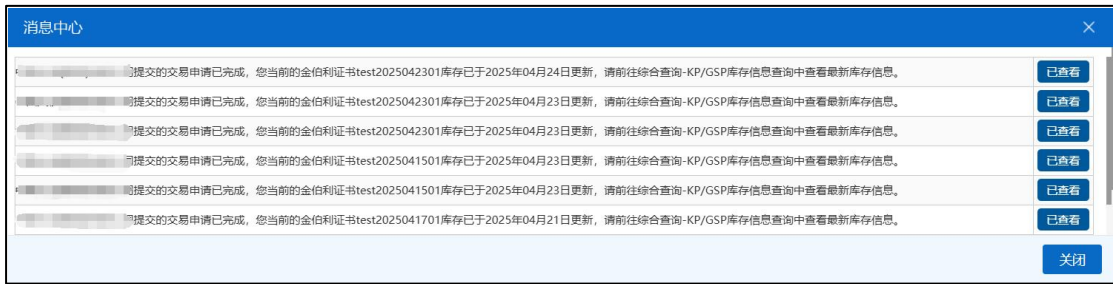 消息中心
提交的交易申请已完成，您当前的金伯利证书test2025042301库存已于2025年04月24日更新，请前往综合查询-KP/GSP库存信息查询中查看最新库存信息。 已查看
提交的交易申请已完成，您当前的金伯利证书test2025042301库存已于2025年04月23日更新，请前往综合查询-KP/GSP库存信息查询中查看最新库存信息。 已查看
提交的交易申请已完成，您当前的金伯利证书test2025042301库存已于2025年04月23日更新，请前往综合查询-KP/GSP库存信息查询中查看最新库存信息。 已查看
提交的交易申请已完成，您当前的金伯利证书test2025041501库存已于2025年04月23日更新，请前往综合查询-KP/GSP库存信息查询中查看最新库存信息。 已查看
提交的交易申请已完成，您当前的金伯利证书test2025041501库存已于2025年04月23日更新，请前往综合查询-KP/GSP库存信息查询中查看最新库存信息。 已查看
提交的交易申请已完成，您当前的金伯利证书test2025041701库存已于2025年04月21日更新，请前往综合查询-KP/GSP库存信息查询中查看最新库存信息。 已查看
关闭